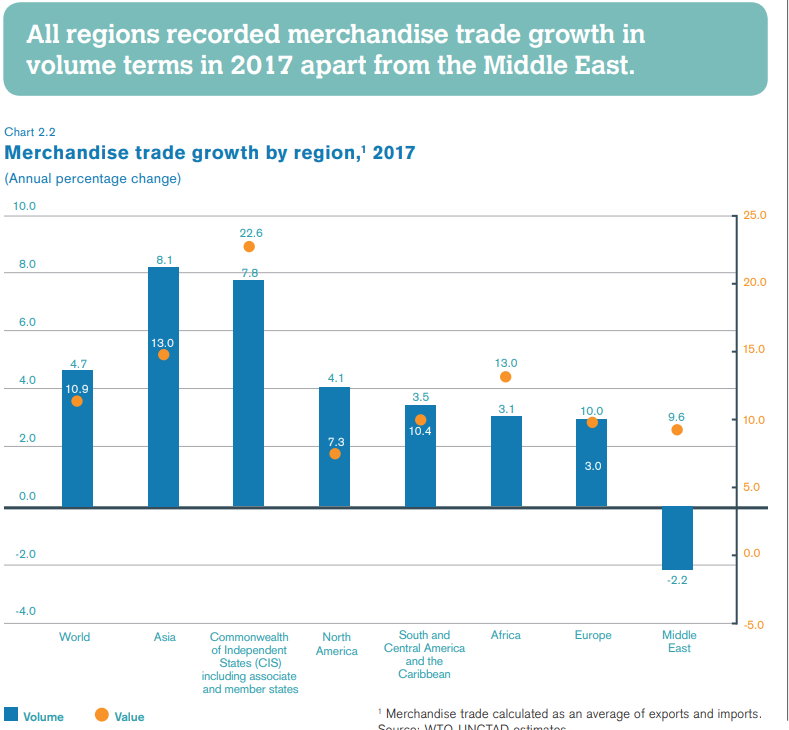 All regions recorded merchandise trade growth in
volume terms in 2017 apart from the Middle East.
Chart 2.2
Merchandise trade growth by region,¹ 2017
(Annual percentage change)
10.0
8.0
6.0
4.0
2.0
0.0
-2.0
-4.0
25.0
20.0
15.0
10.0
5.0
0.0
-5.0
4.7
10.9
8.1
13.0
22.6
7.8
4.1
7.3
3.5
10.4
13.0
3.1
10.0
3.0
9.6
-2.2
World
Asia
Commonwealth
of Independent
States (CIS)
including associate
and member states
North
America
South and
Central America
and the
Caribbean
Africa
Europe
Middle
East
Volume
Value
¹ Merchandise trade calculated as an average of exports and imports.
Source: WTO-UNCTAD estimates.